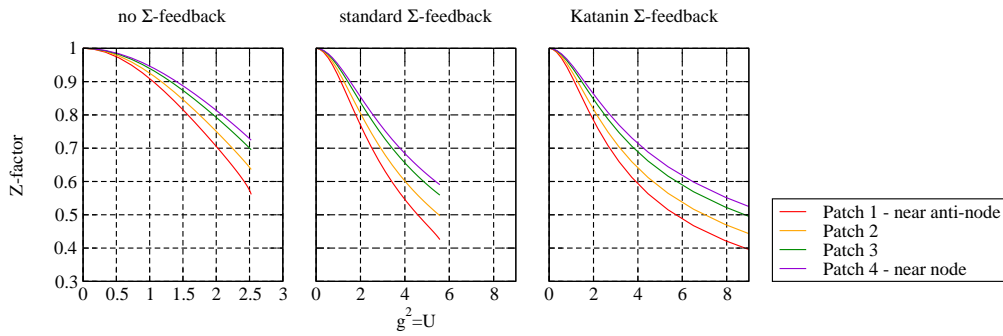 no Σ-feedback
standard Σ-feedback
Katanin Σ-feedback
1
0.9
0.8
0.7
0.6
0.5
0.4
0.3
Z-factor
0 0.5 1 1.5 2 2.5 3
0 2 4 6 8
0 2 4 6 8
g²=U
Patch 1 - near anti-node
Patch 2
Patch 3
Patch 4 - near node